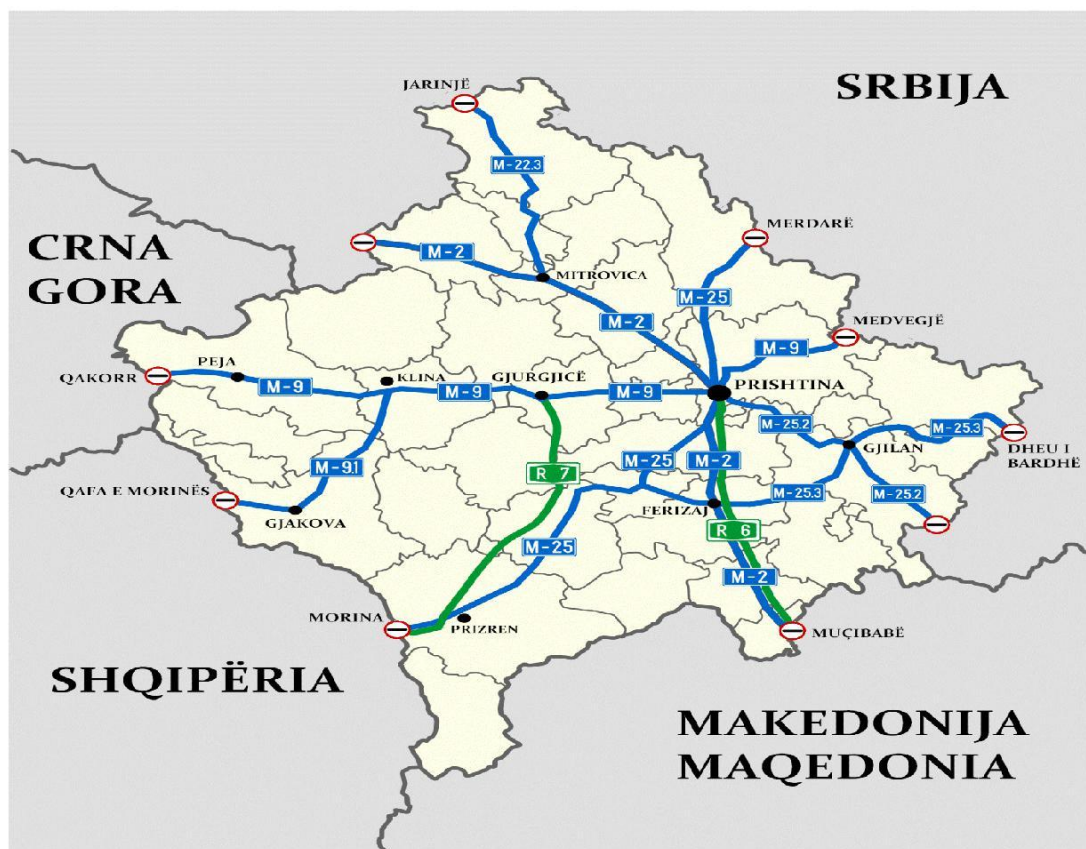 JARINJË
SRBIJA
M-22.3
MERDARË
CRNA
GORA
M-2
MITROVICA
M-25
M-2
MEDVEGJË
M-9
PEJA
QAKORR
M-9
KLINA
M-9
GJURGJICË
M-9
PRISHTINA
M-25.2
M-25.3
GJILAN
DHEU I
BARDHË
M-9.1
R 7
M-25
M-2
QAFA E MORINËS
GJAKOVA
FERIZAJ
M-25.3
M-25.2
R 6
M-25
M-2
MORINA
PRIZREN
MUÇIBABË
SHQIPËRIA
MAKEDONIJA
MAQEDONIA